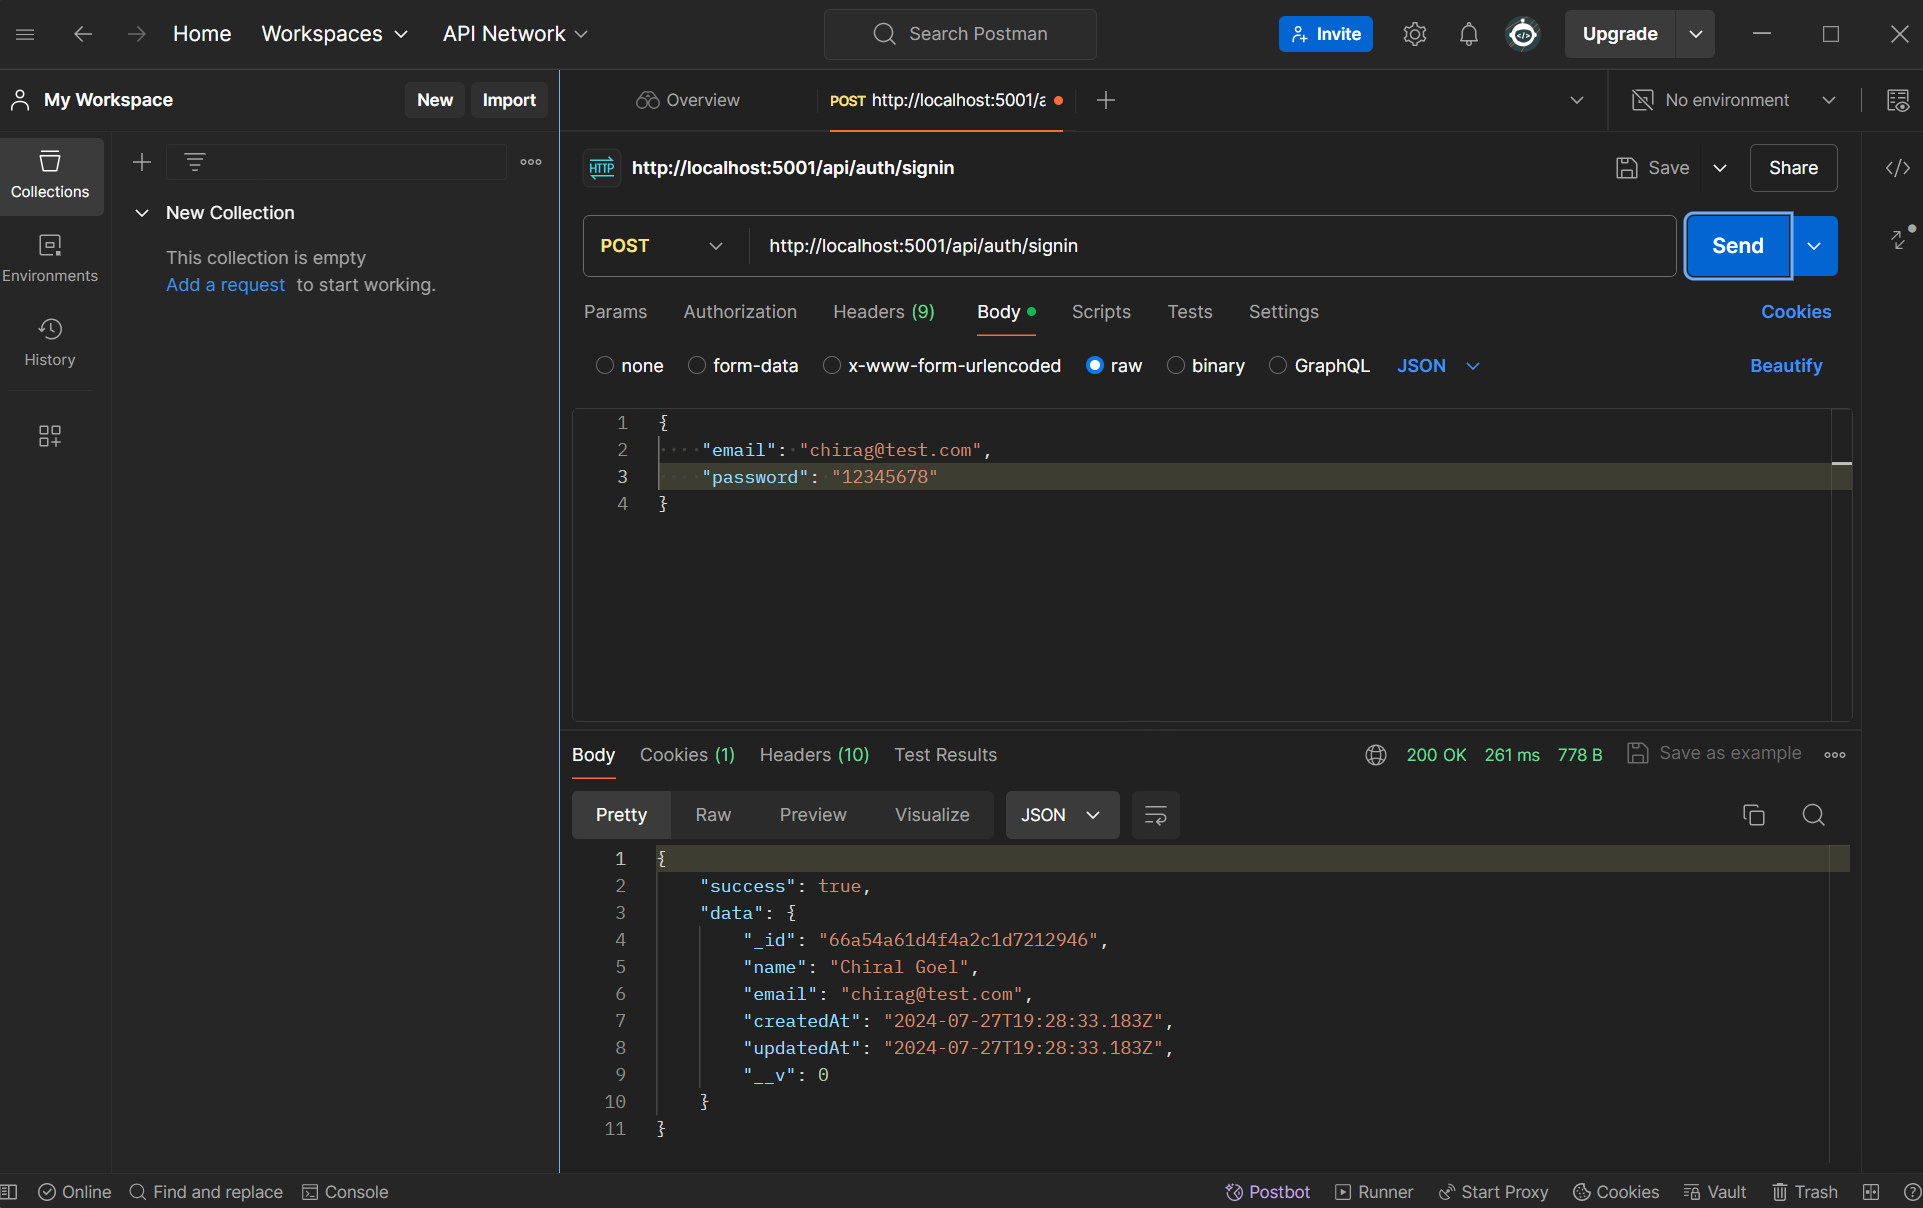 Home Workspaces API Network Search Postman Invite Upgrade
My Workspace New Import Overview POST http://localhost:5001/a No environment
Collections
Environments
History
New Collection
This collection is empty
Add a request to start working.
HTTP http://localhost:5001/api/auth/signin Save Share
POST http://localhost:5001/api/auth/signin Send
Params Authorization Headers (9) Body Scripts Tests Settings Cookies
none form-data x-www-form-urlencoded raw binary GraphQL JSON Beautify
1 {
2 "email": "chirag@test.com",
3 "password": "12345678"
4 }
Body Cookies (1) Headers (10) Test Results 200 OK 261 ms 778 B Save as example
Pretty Raw Preview Visualize JSON
1 {
2 "success": true,
3 "data": {
4 "_id": "66a54a61d4f4a2c1d7212946",
5 "name": "Chiral Goel",
6 "email": "chirag@test.com",
7 "createdAt": "2024-07-27T19:28:33.183Z",
8 "updatedAt": "2024-07-27T19:28:33.183Z",
9 "__v": 0
10 }
11 }
Online Find and replace Console Postbot Runner Start Proxy Cookies Vault Trash